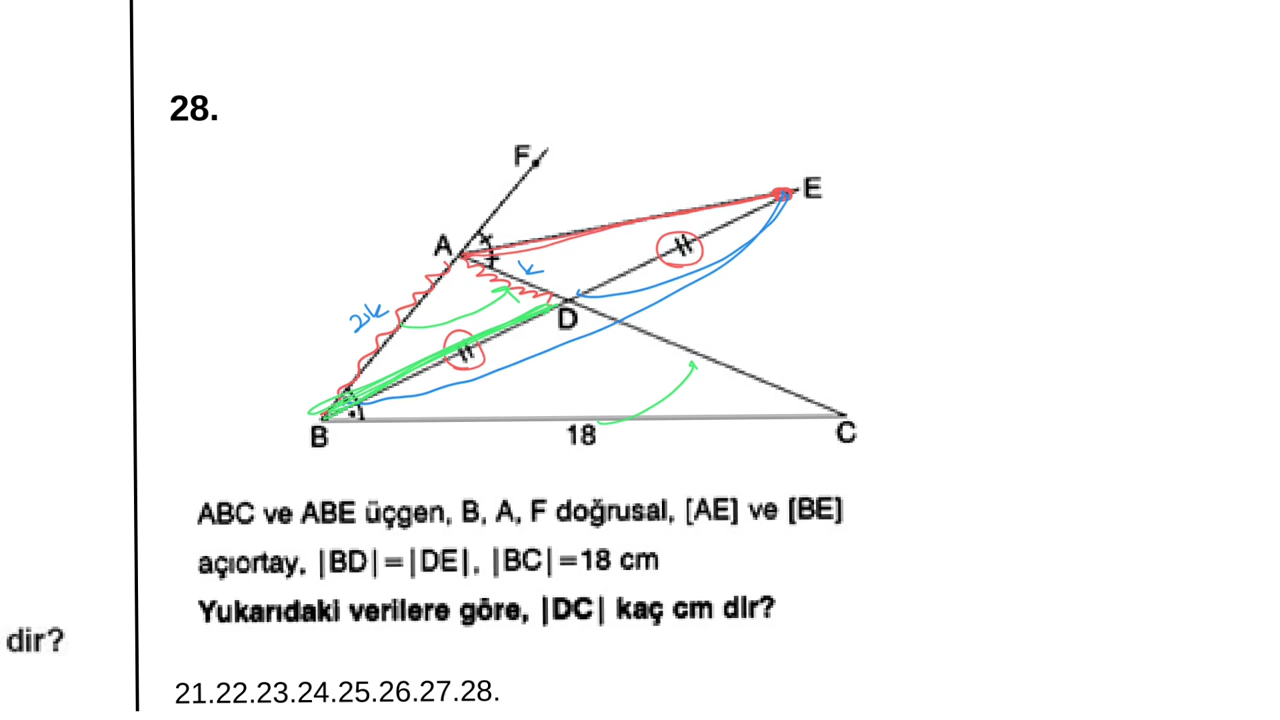 28.
F
E
A
k
2k
D
B
18
C
ABC ve ABE üçgen, B, A, F doğrusal, [AE] ve [BE]
açıortay, |BD|=|DE|, |BC|=18 cm
Yukarıdaki verilere göre, |DC| kaç cm dir?
dir?
21.22.23.24.25.26.27.28.